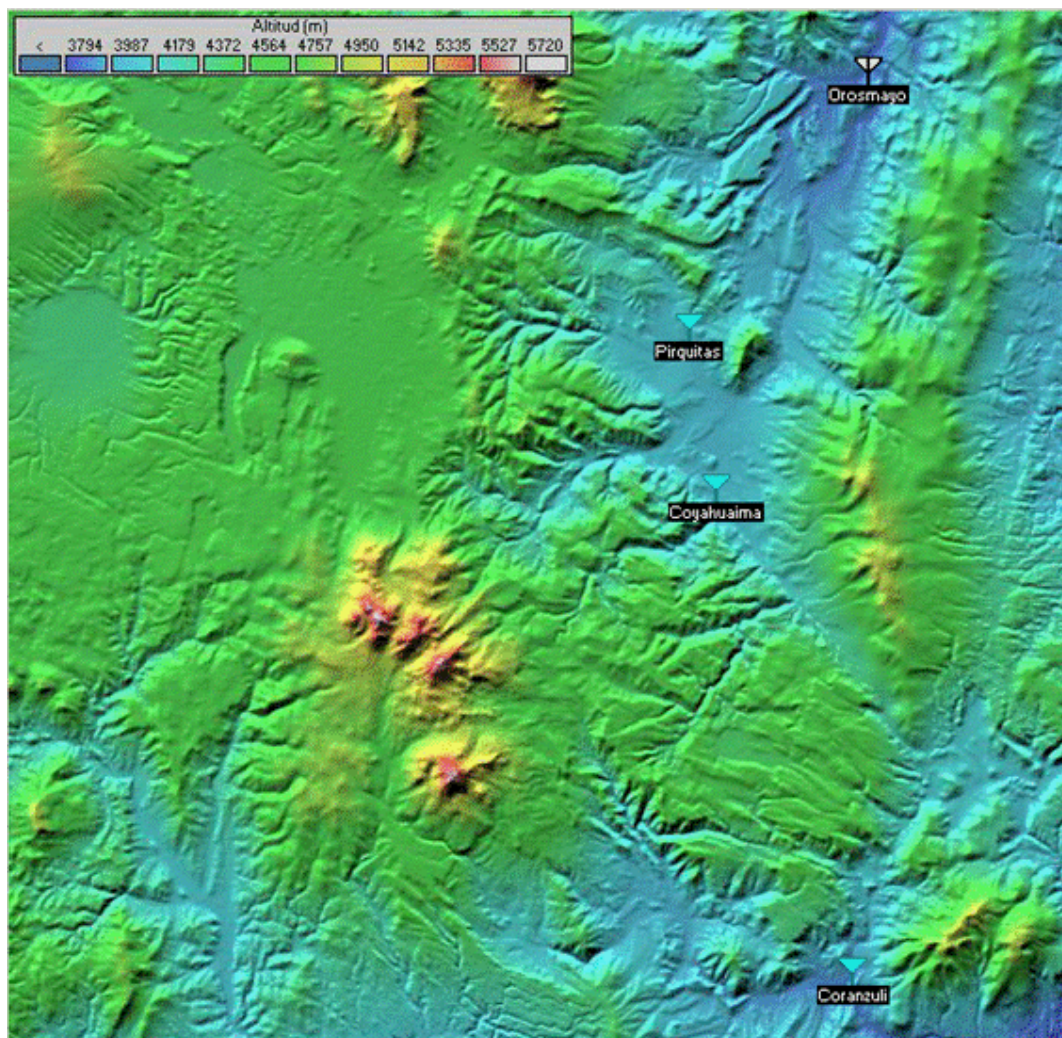 Altitud (m)
< 3794 3987 4179 4372 4564 4757 4950 5142 5335 5527 5720
Orosmayo
Pirquitas
Coyahuaima
Coranzuli